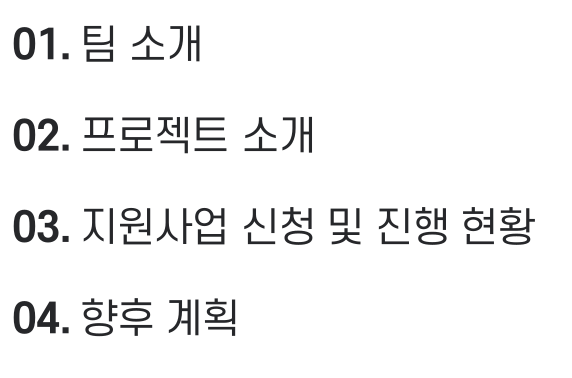 01. 팀 소개
02. 프로젝트 소개
03. 지원사업 신청 및 진행 현황
04. 향후 계획